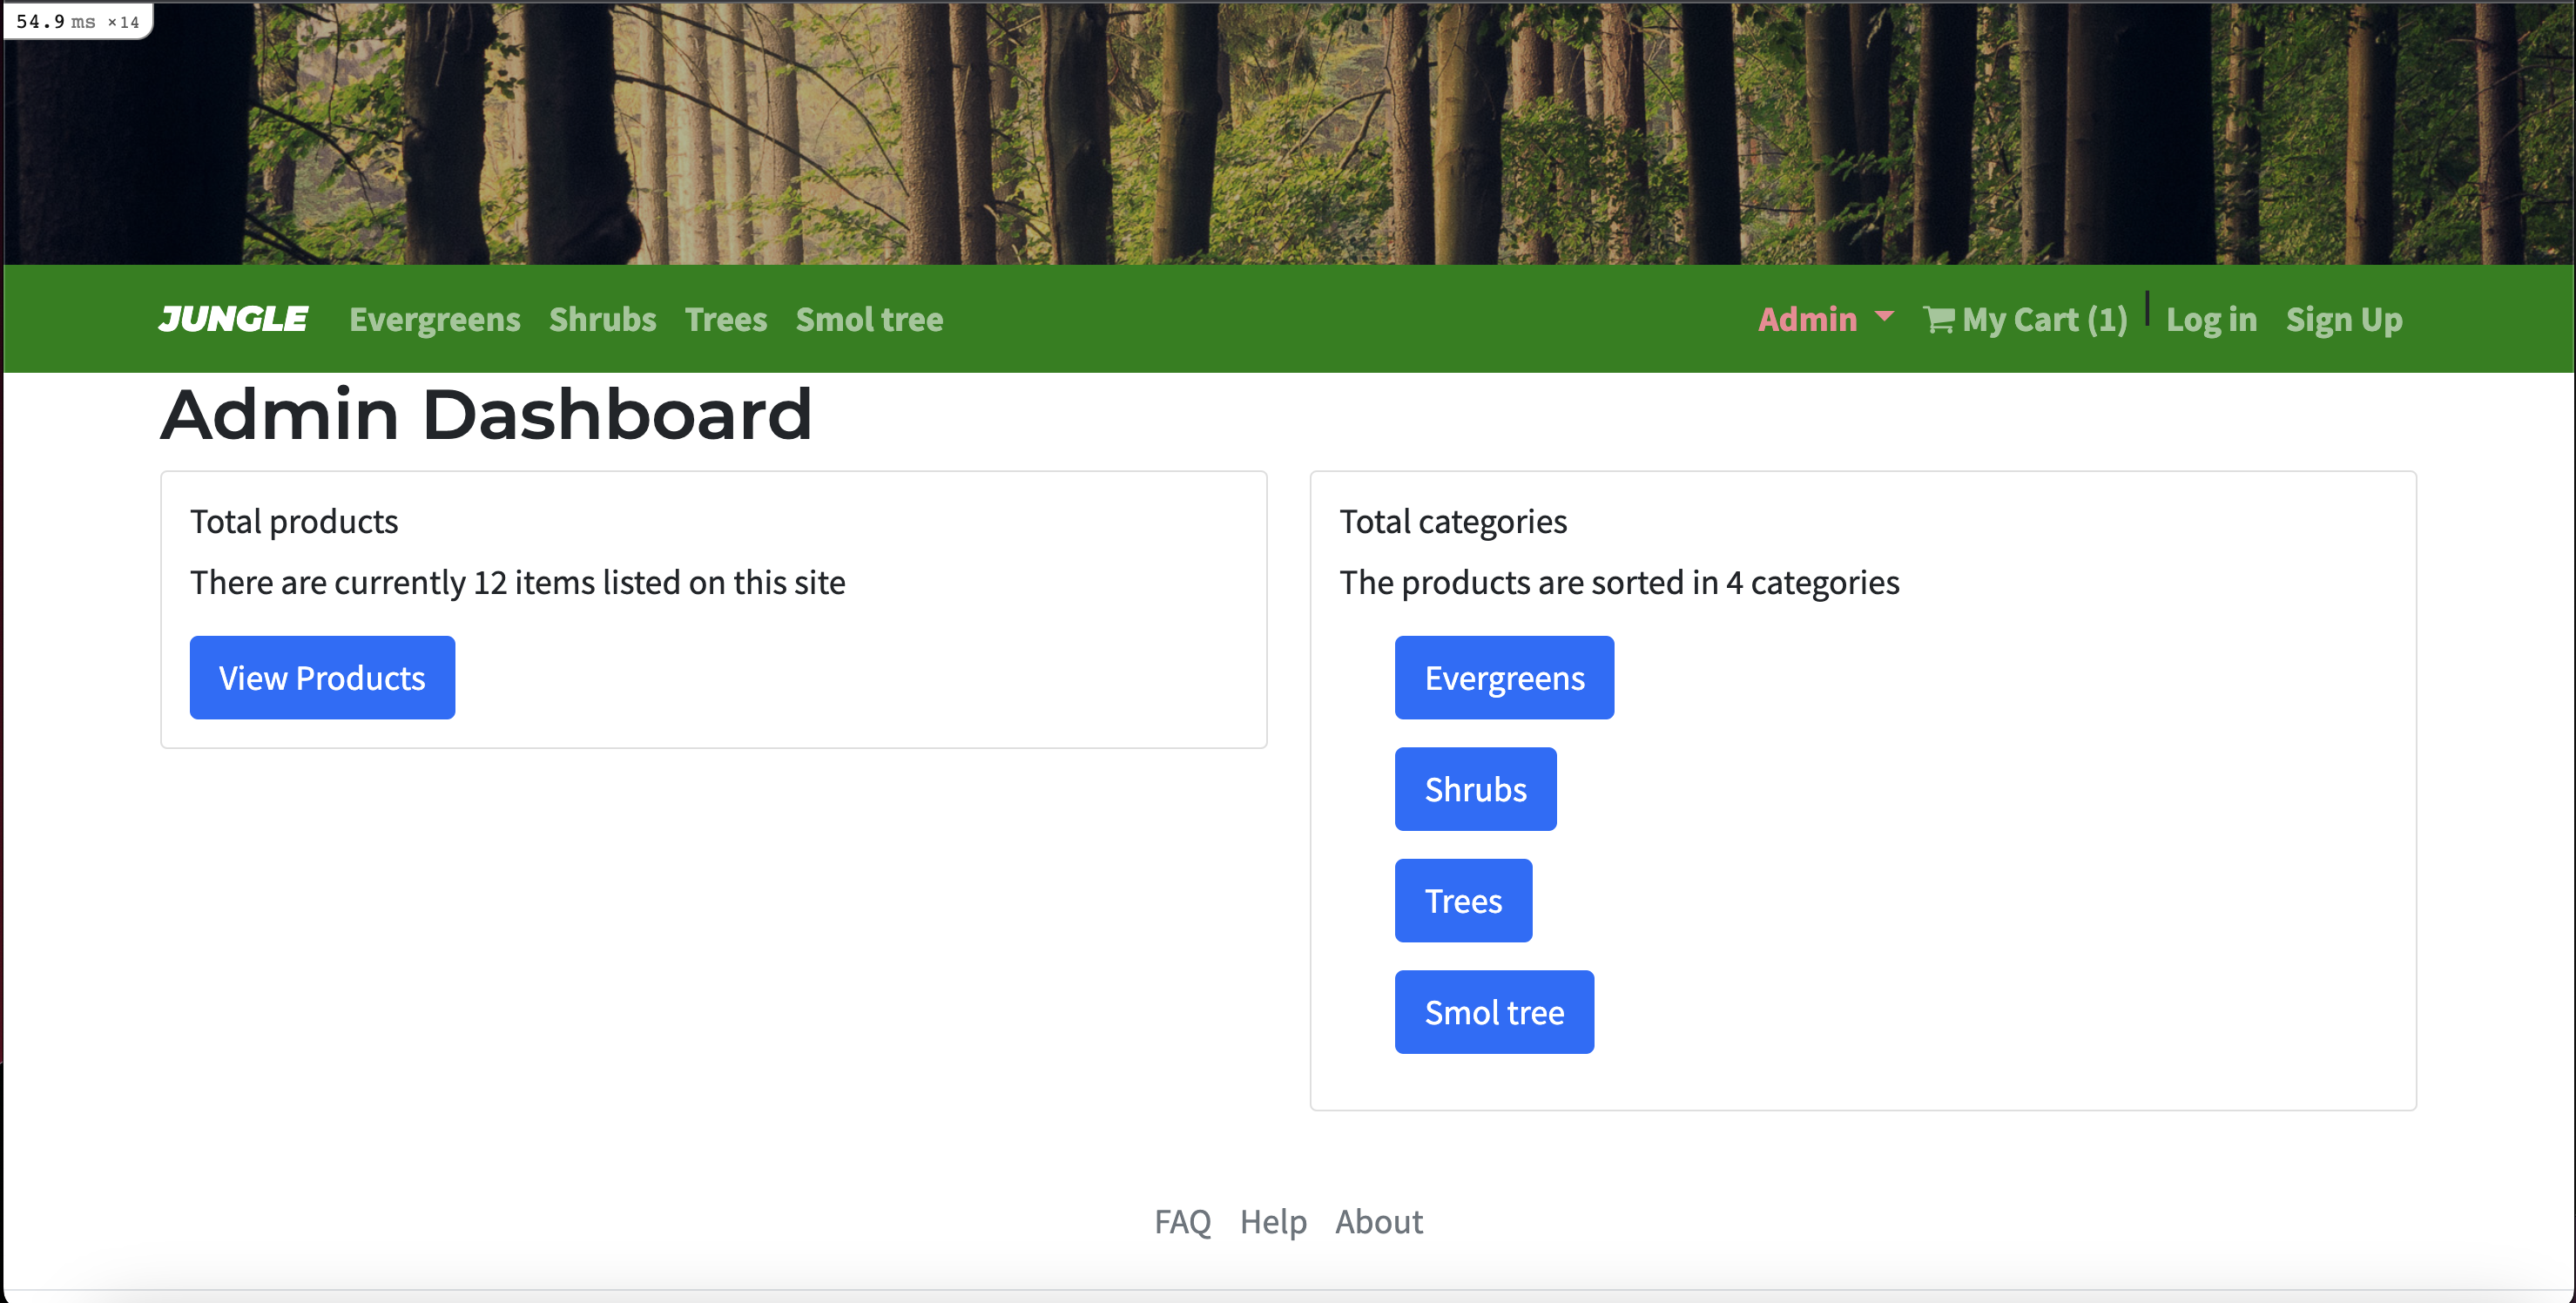 54.9 ms ×14
JUNGLE Evergreens Shrubs Trees Smol tree Admin My Cart (1) | Log in Sign Up
Admin Dashboard
Total products
There are currently 12 items listed on this site
View Products
Total categories
The products are sorted in 4 categories
Evergreens
Shrubs
Trees
Smol tree
FAQ Help About